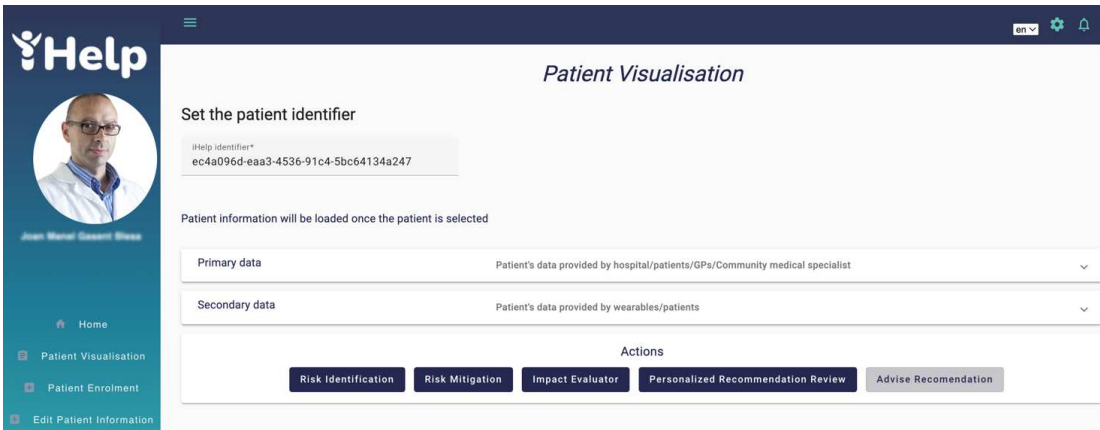 iHelp
en
Patient Visualisation
Set the patient identifier
iHelp identifier*
ec4a096d-eaa3-4536-91c4-5bc64134a247
Patient information will be loaded once the patient is selected
Primary data
Patient's data provided by hospital/patients/GPs/Community medical specialist
Secondary data
Patient's data provided by wearables/patients
Actions
Risk Identification
Risk Mitigation
Impact Evaluator
Personalized Recommendation Review
Advise Recomendation
Home
Patient Visualisation
Patient Enrolment
Edit Patient Information